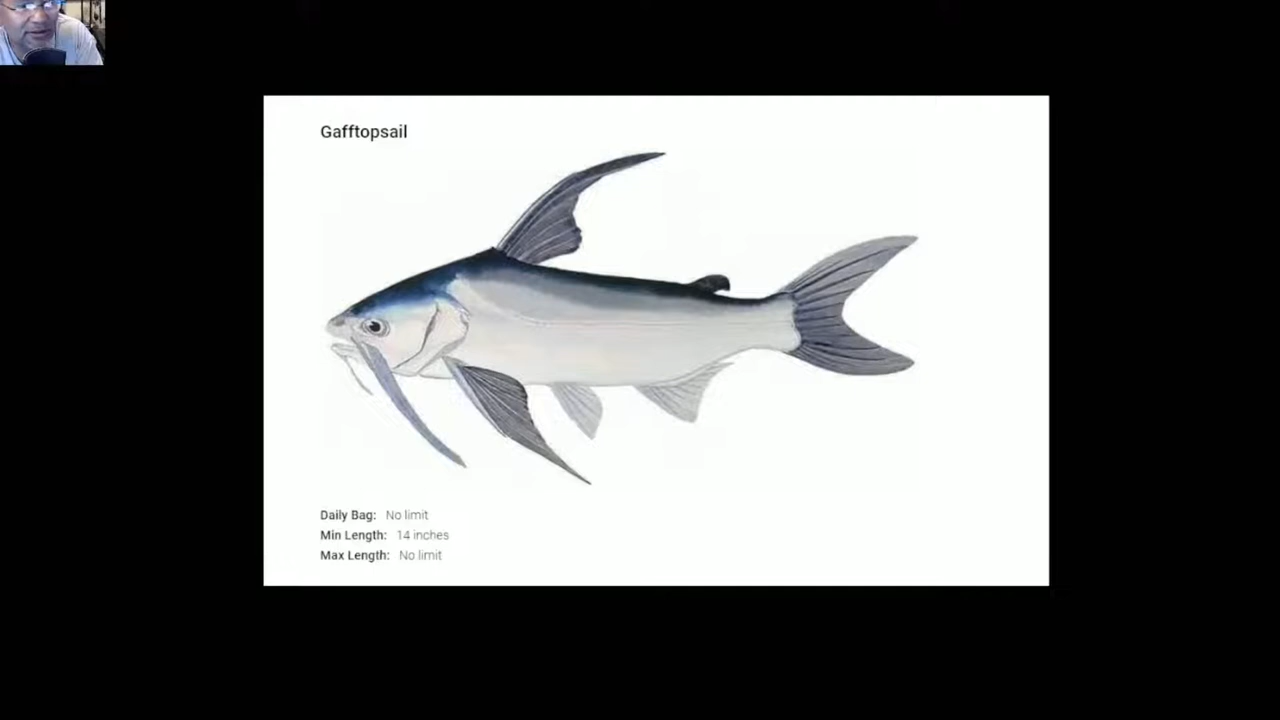 Gafftopsail
Daily Bag: No limit
Min Length: 14 inches
Max Length: No limit